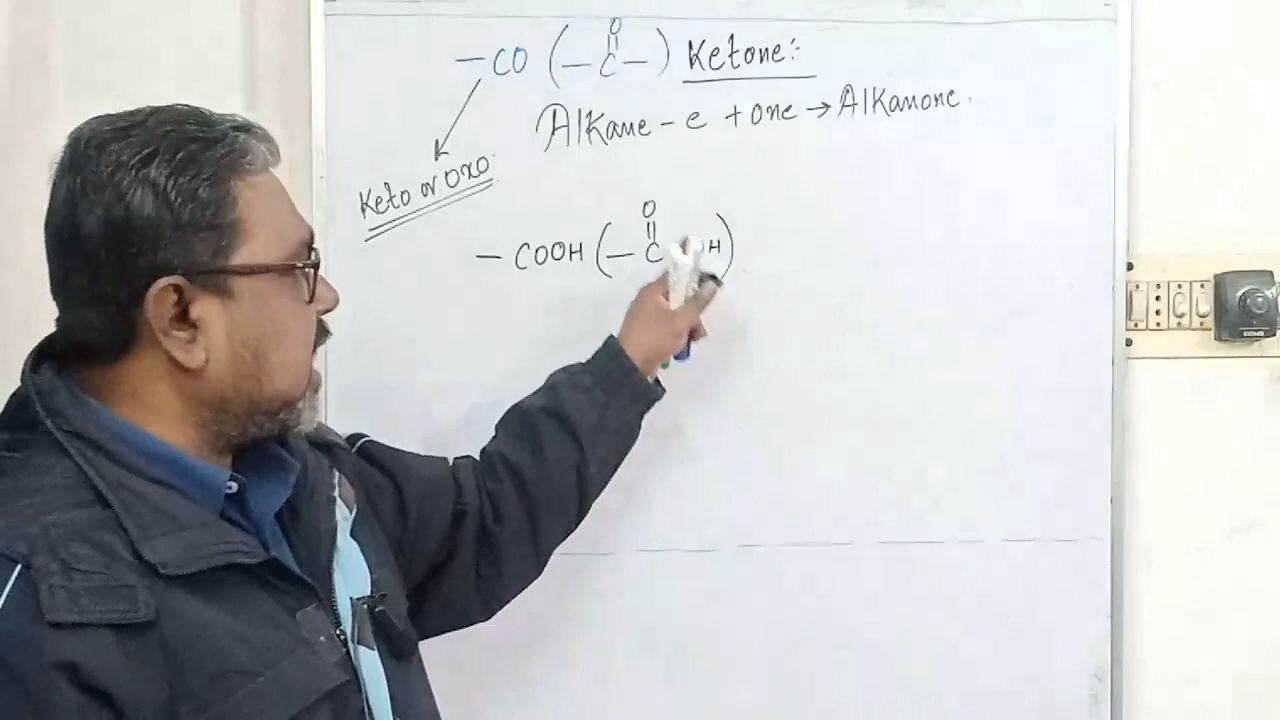 -CO (-C-) Ketone:-
O
||
Alkane - e + one → Alkanone.
Keto or oxo
O
||
- COOH (- C H)